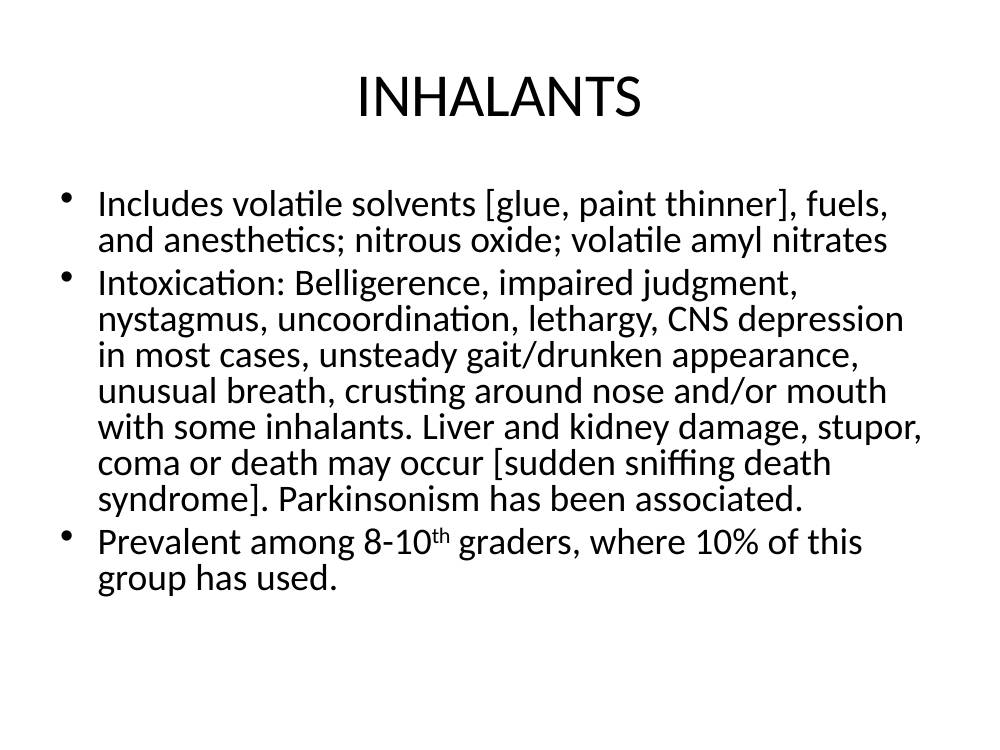 INHALANTS
• Includes volatile solvents [glue, paint thinner], fuels,
and anesthetics; nitrous oxide; volatile amyl nitrates
• Intoxication: Belligerence, impaired judgment,
nystagmus, uncoordination, lethargy, CNS depression
in most cases, unsteady gait/drunken appearance,
unusual breath, crusting around nose and/or mouth
with some inhalants. Liver and kidney damage, stupor,
coma or death may occur [sudden sniffing death
syndrome]. Parkinsonism has been associated.
• Prevalent among 8-10th graders, where 10% of this
group has used.